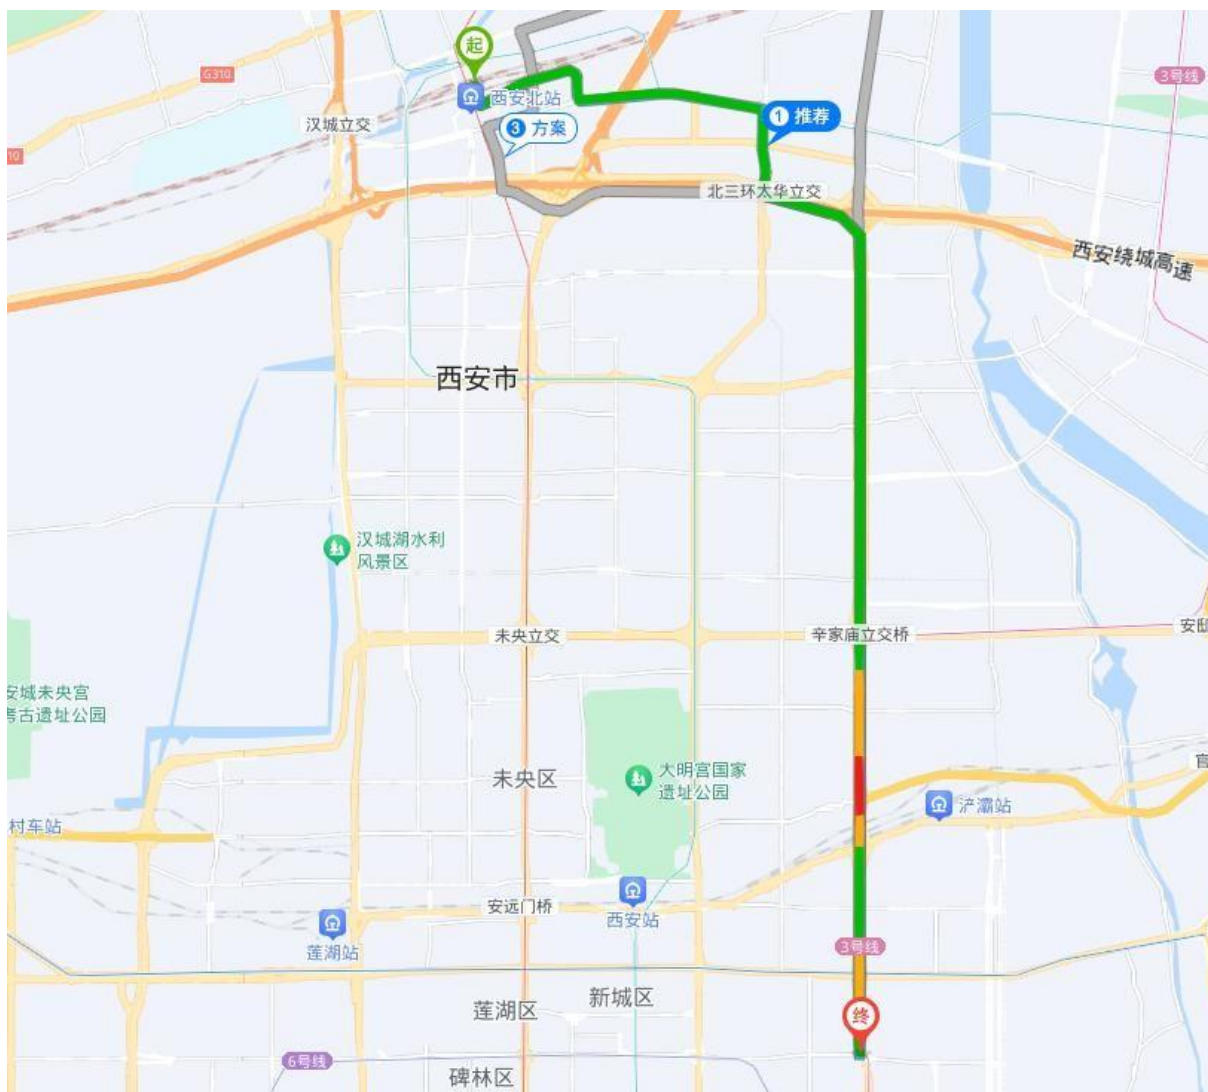 起
G310
3号线
西安北站
汉城立交
① 推荐
③ 方案
10
北三环太华立交
西安绕城高速
西安市
汉城湖水利
风景区
未央立交
辛家庙立交桥
安邸
安城未央宫
考古遗址公园
未央区
大明宫国家
遗址公园
官
浐灞站
村车站
安远门桥
西安站
莲湖站
3号线
新城区
莲湖区
终
6号线
碑林区